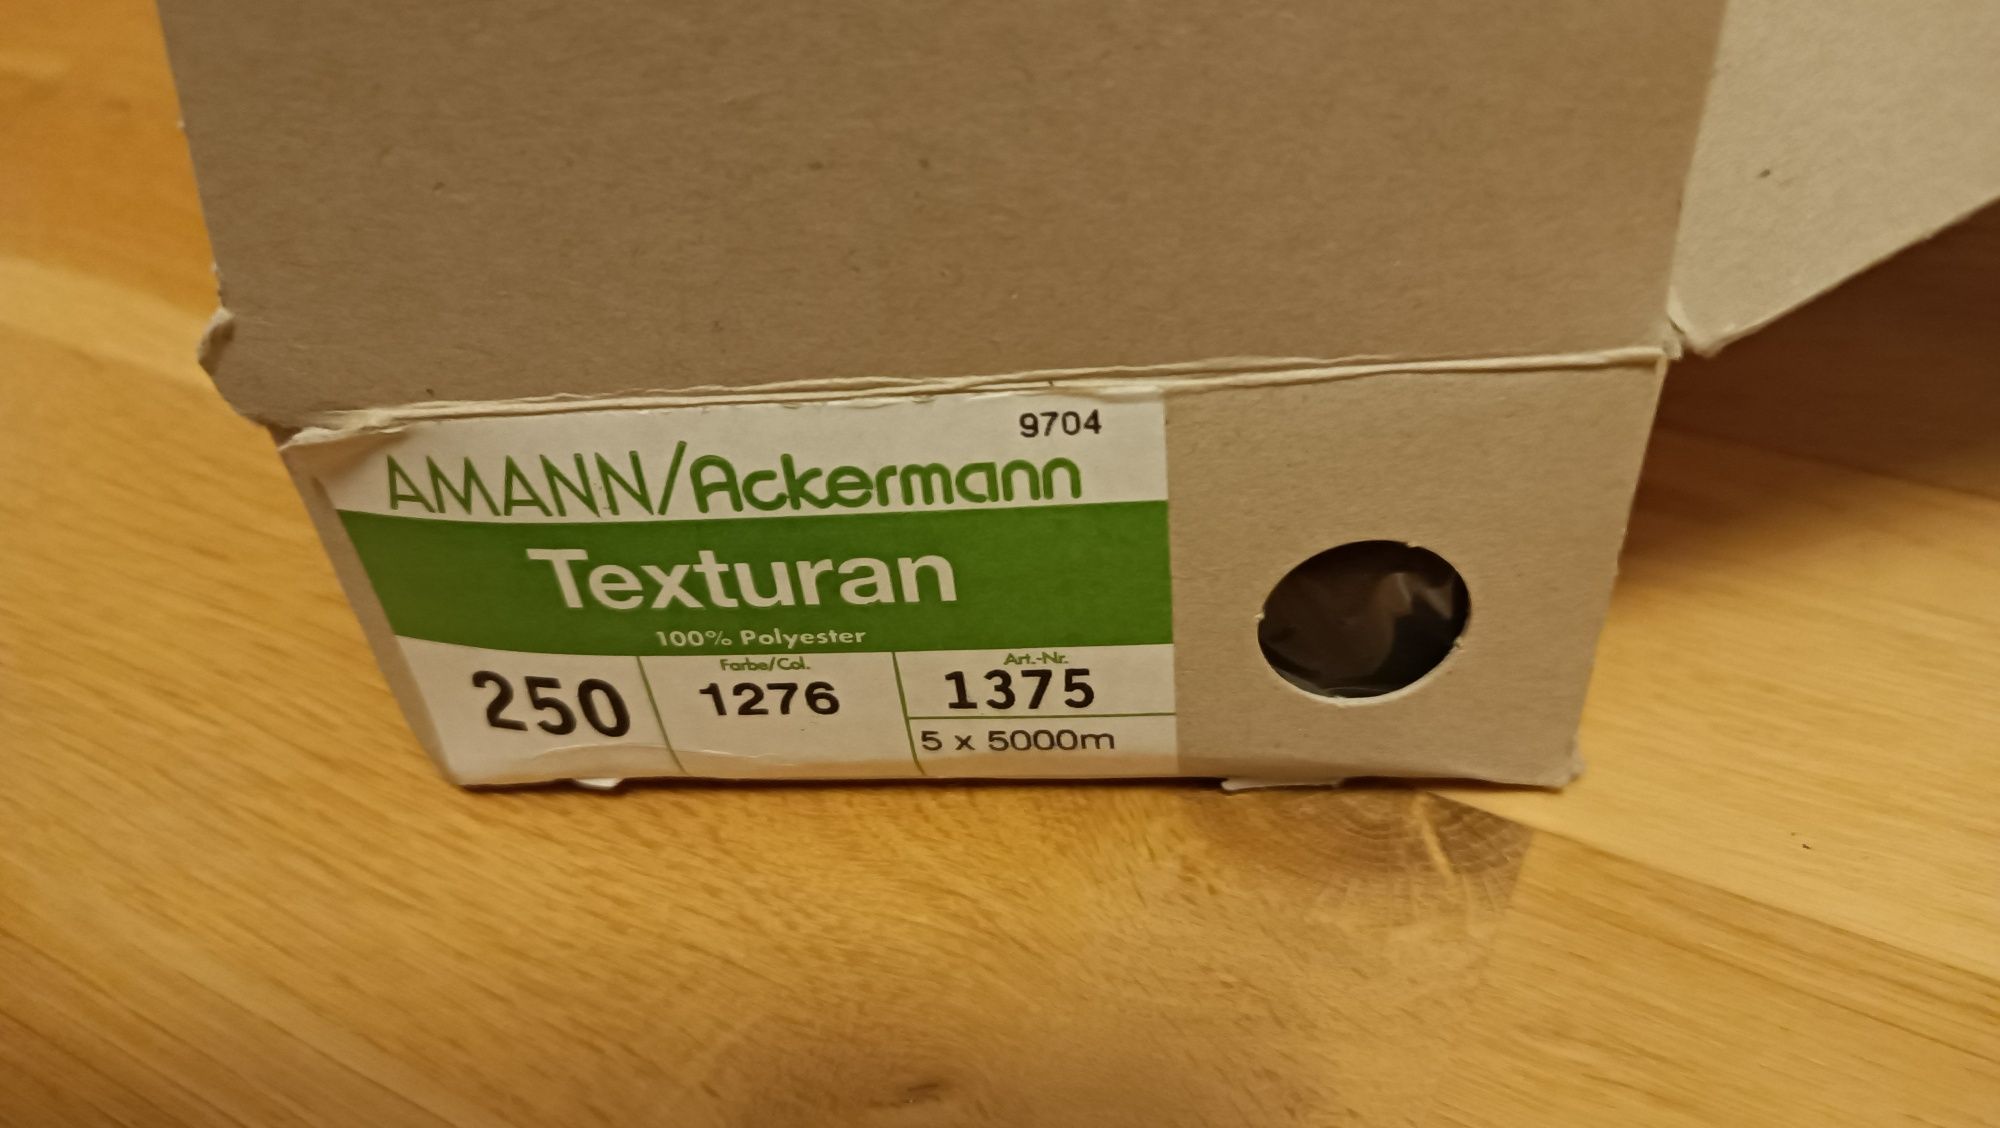 9704
AMANN/Ackermann
Texturan
100% Polyester
250
Farbe/Col.
1276
Art.-Nr.
1375
5 x 5000m